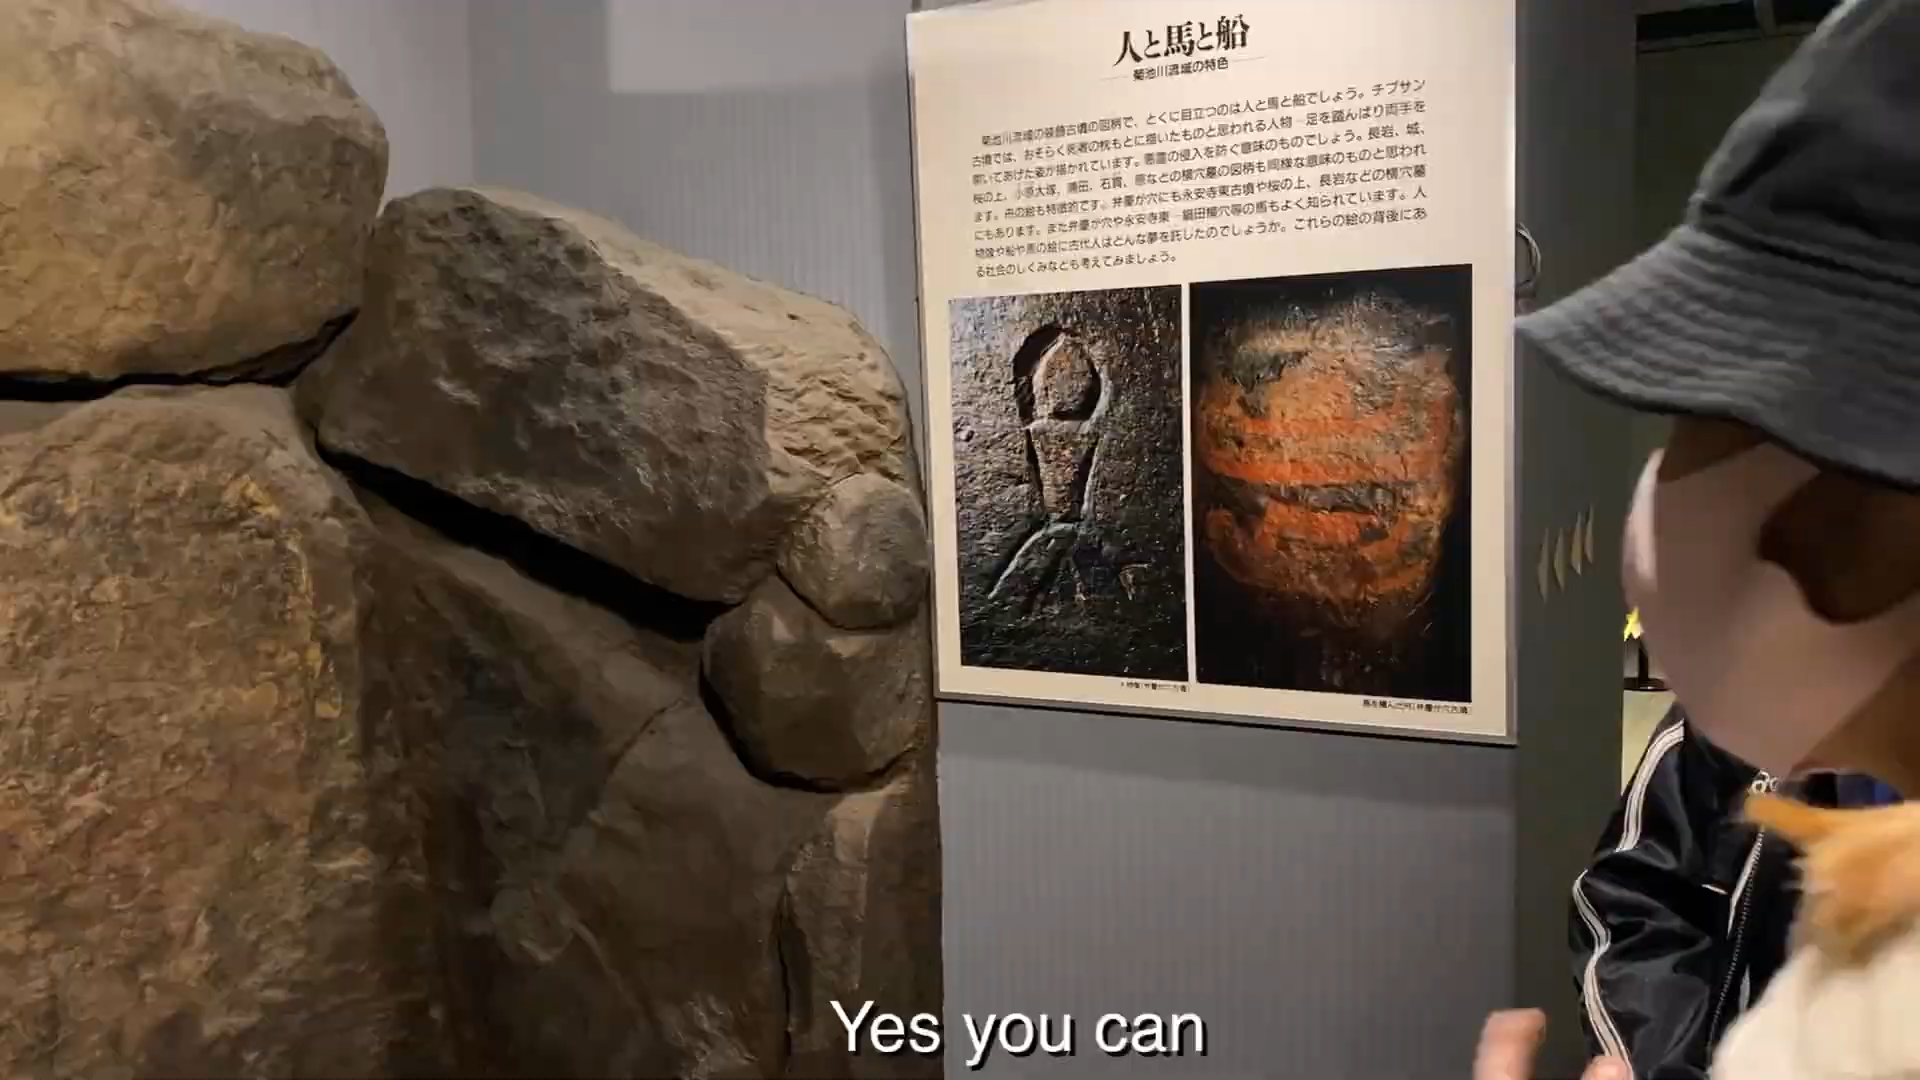 人と馬と船
菊池川流域の特色
菊池川流域の装飾古墳の図柄で、とくに目立つのは人と馬と船でしょう。チブサン
古墳では、おそらく死者の枕もとに描いたものと思われる人物―足を踏んばり両手を
開いてあげた姿が描かれています。悪霊の侵入を防ぐ意味のものでしょう。長岩、城、
桜の上、小原大塚、浦田、石貫、原などの横穴墓の図柄も同様な意味のものと思われ
ます。舟の絵も特徴的です。弁慶が穴にも永安寺東古墳や桜の上、長岩などの横穴墓
にもあります。また弁慶が穴や永安寺東―鍋田横穴等の馬もよく知られています。人
物像や船や馬の絵に古代人はどんな夢を託したのでしょうか。これらの絵の背後にあ
る社会のしくみなども考えてみましょう。
Yes you can